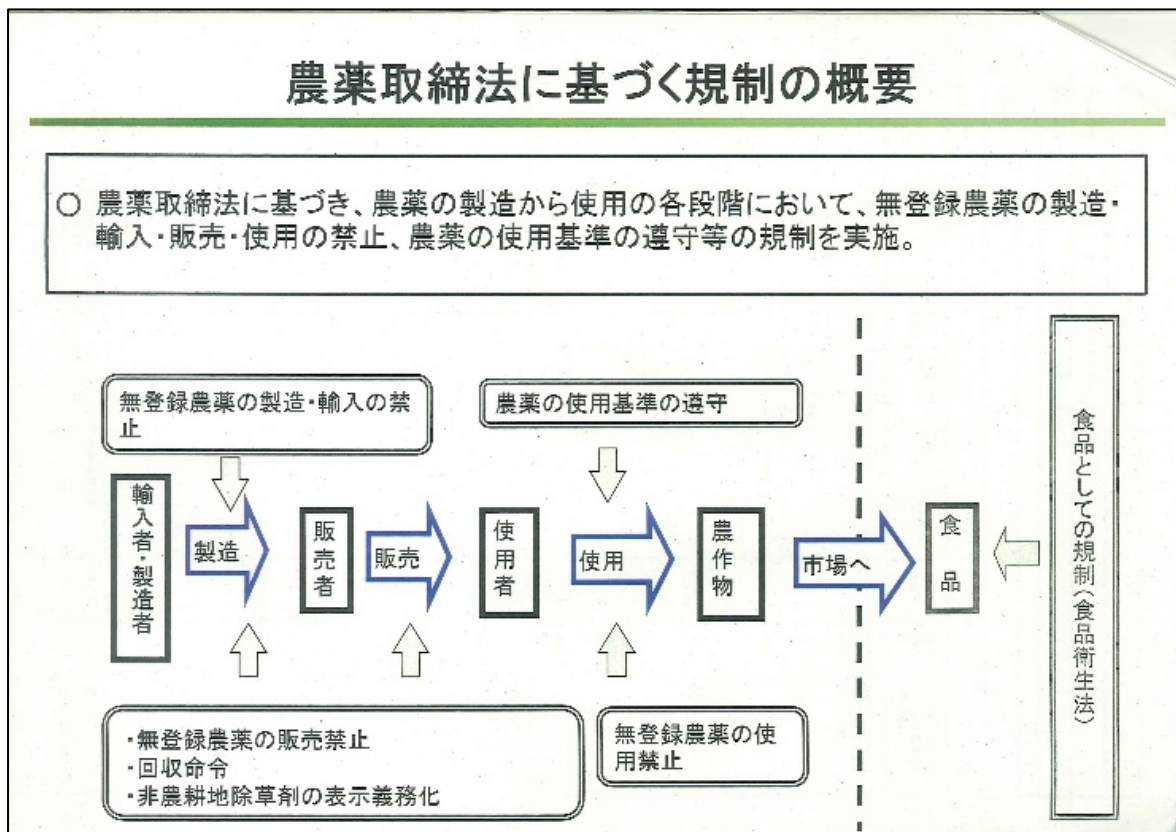 農薬取締法に基づく規制の概要
○ 農薬取締法に基づき、農薬の製造から使用の各段階において、無登録農薬の製造・
輸入・販売・使用の禁止、農薬の使用基準の遵守等の規制を実施。
無登録農薬の製造・輸入の禁
止
農薬の使用基準の遵守
輸入者・製造者
製造
販売者
販売
使用者
使用
農作物
市場へ
食品
食品としての規制(食品衛生法)
・無登録農薬の販売禁止
・回収命令
・非農耕地除草剤の表示義務化
無登録農薬の使
用禁止